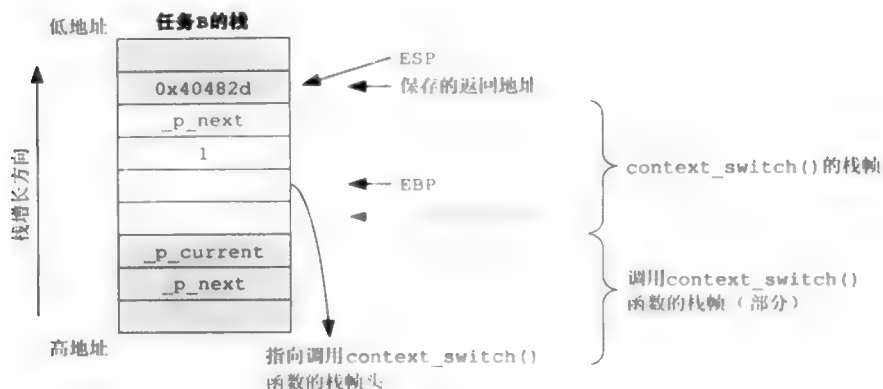 低地址
任务B的栈
ESP
0x40482d
保存的返回地址
_p_next
1
context_switch()的栈帧
EBP
栈增长方向
_p_current
_p_next
调用context_switch()
函数的栈帧（部分）
高地址
指向调用context_switch()
函数的栈帧头